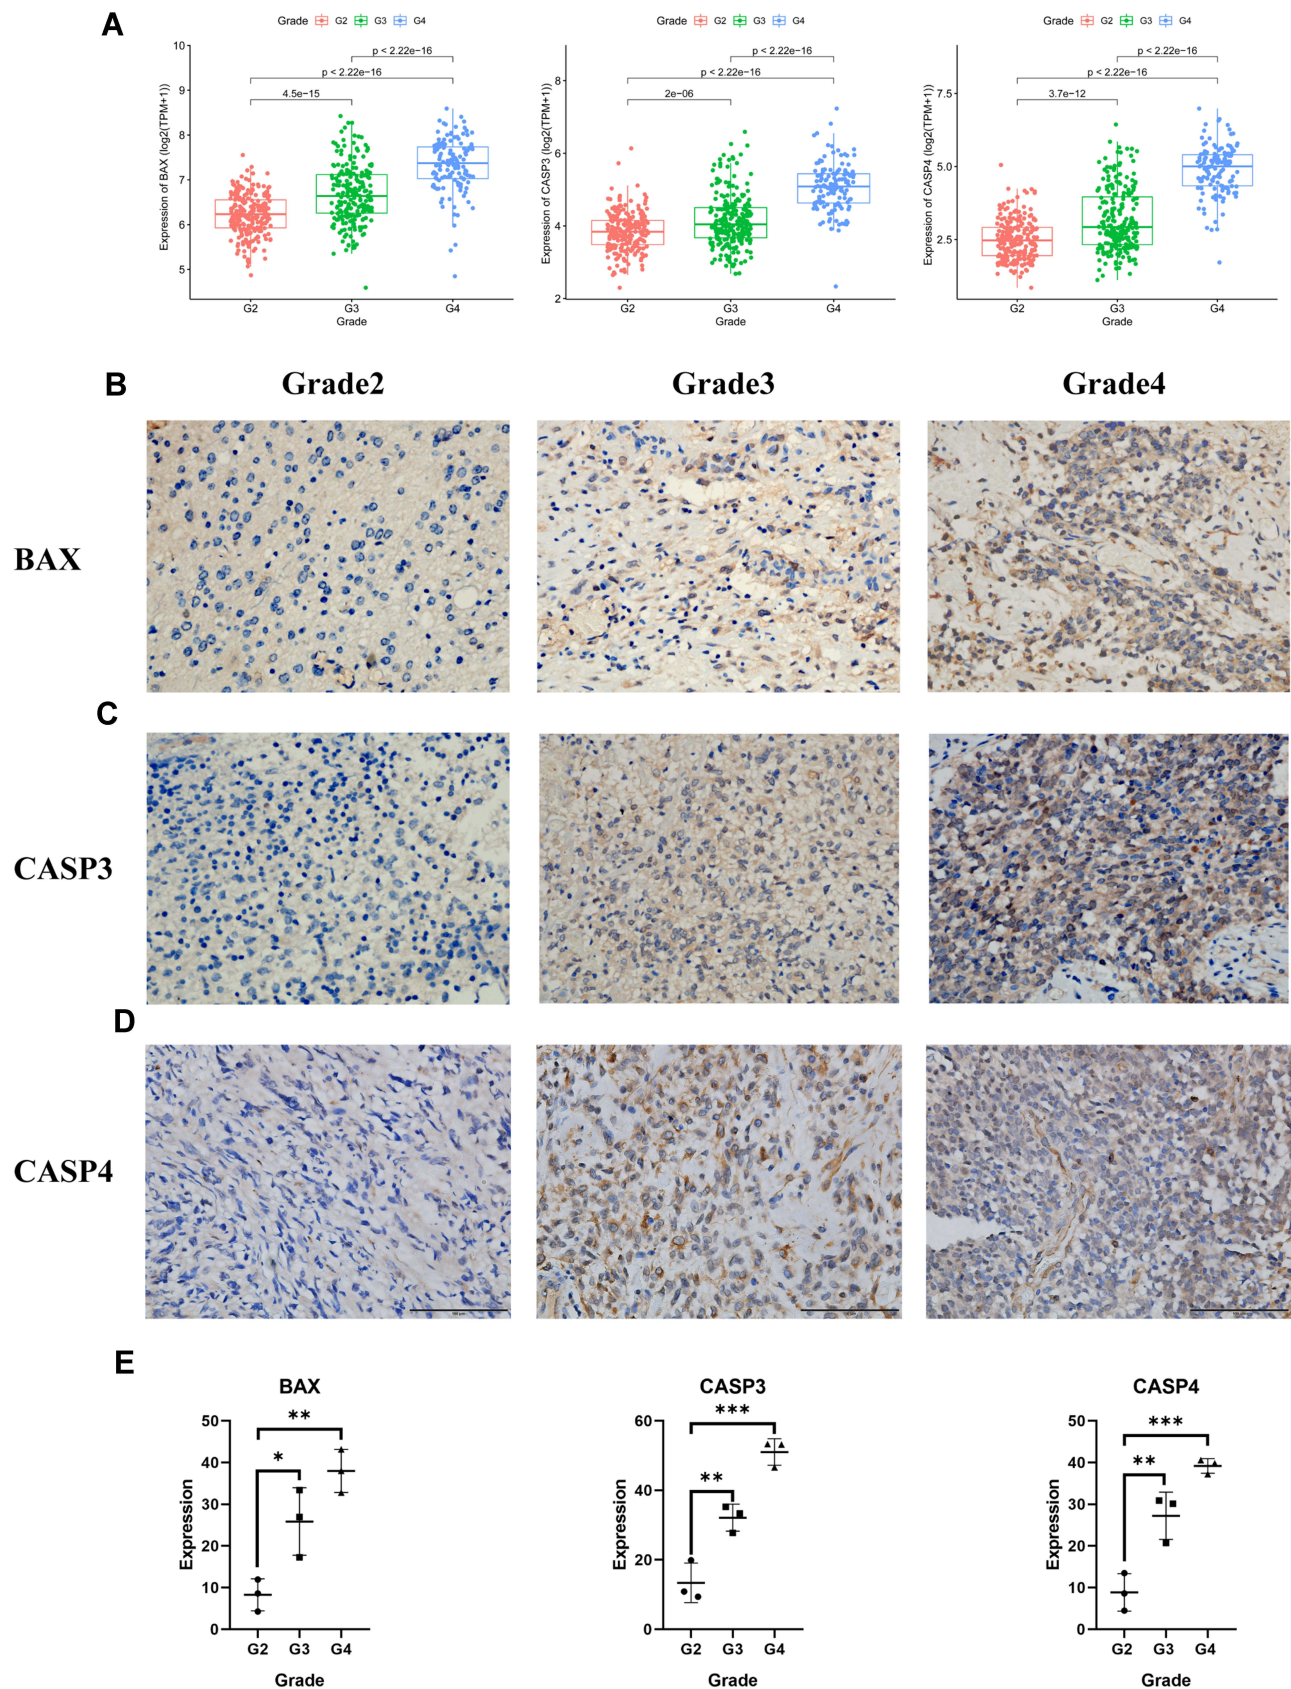 A
Grade G2 G3 G4
Expression of BAX (log2(TPM+1))
10
9
8
7
6
5
p < 2.22e−16
p < 2.22e−16
4.5e−15
G2 G3 G4
Grade
Grade G2 G3 G4
Expression of CASP3 (log2(TPM+1))
8
6
4
2
p < 2.22e−16
p < 2.22e−16
2e−06
G2 G3 G4
Grade
Grade G2 G3 G4
Expression of CASP4 (log2(TPM+1))
7.5
5.0
2.5
p < 2.22e−16
p < 2.22e−16
3.7e−12
G2 G3 G4
Grade
B
Grade2 Grade3 Grade4
BAX
C
CASP3
D
CASP4
E
BAX
Expression
50
40
30
20
10
0
**
*
G2 G3 G4
Grade
CASP3
Expression
60
40
20
0
***
**
G2 G3 G4
Grade
CASP4
Expression
50
40
30
20
10
0
***
**
G2 G3 G4
Grade